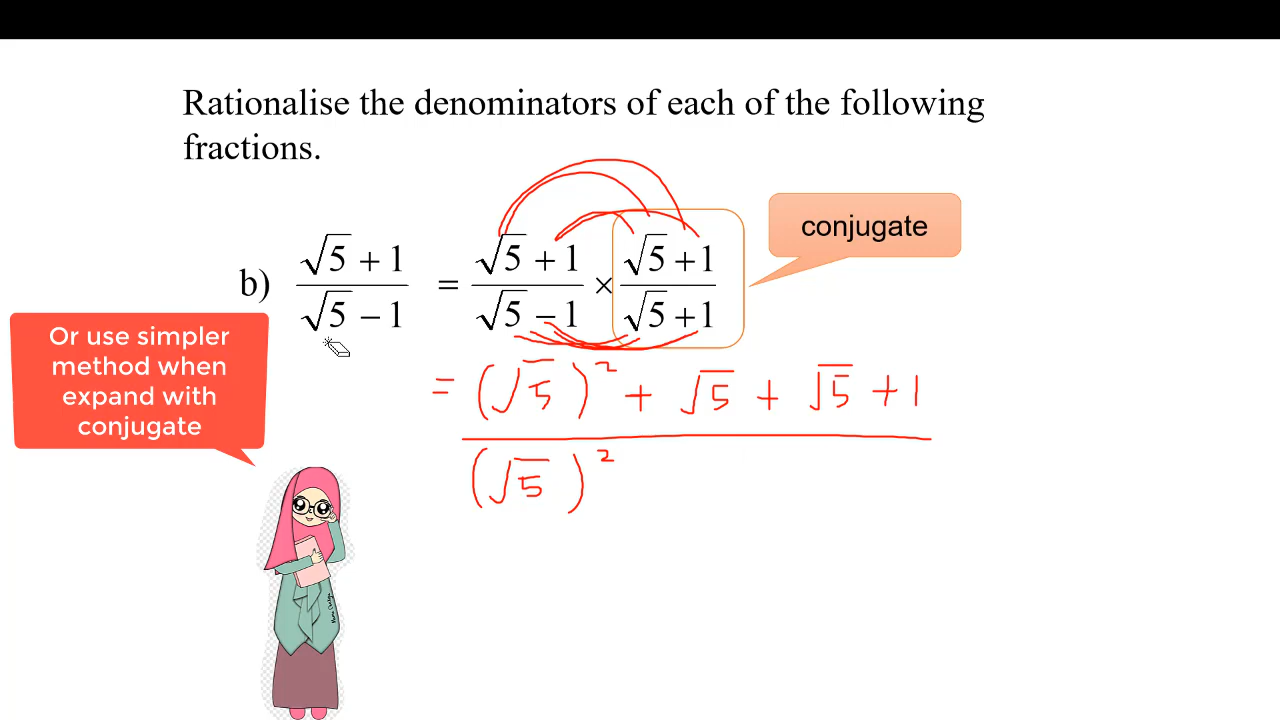 Rationalise the denominators of each of the following
fractions.
conjugate
b) (√5 + 1)/(√5 − 1) = (√5 + 1)/(√5 − 1) × (√5 + 1)/(√5 + 1)
Or use simpler
method when
expand with
conjugate
= (√5)² + √5 + √5 + 1
(√5)²